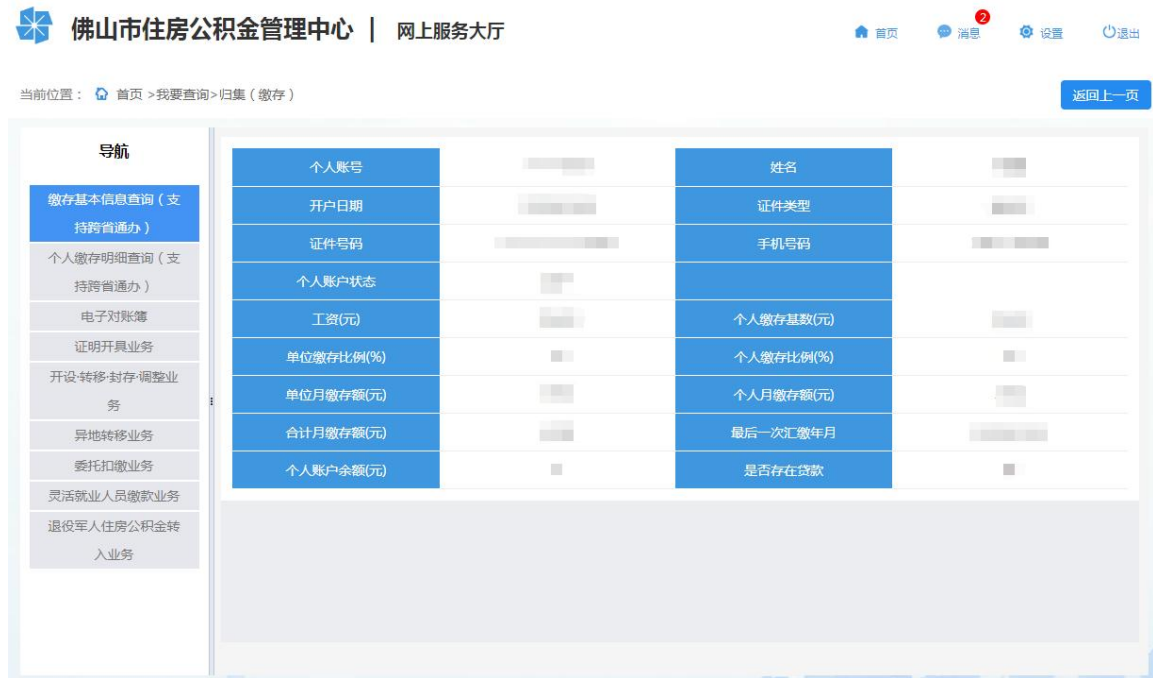 佛山市住房公积金管理中心 | 网上服务大厅
首页 消息 2 设置 退出
当前位置： 首页 >我要查询>归集（缴存）
返回上一页
导航
缴存基本信息查询（支
持跨省通办）
个人缴存明细查询（支
持跨省通办）
电子对账簿
证明开具业务
开设·转移·封存·调整业
务
异地转移业务
委托扣缴业务
灵活就业人员缴款业务
退役军人住房公积金转
入业务
个人账号 姓名
开户日期 证件类型
证件号码 手机号码
个人账户状态
工资(元) 个人缴存基数(元)
单位缴存比例(%) 个人缴存比例(%)
单位月缴存额(元) 个人月缴存额(元)
合计月缴存额(元) 最后一次汇缴年月
个人账户余额(元) 是否存在贷款